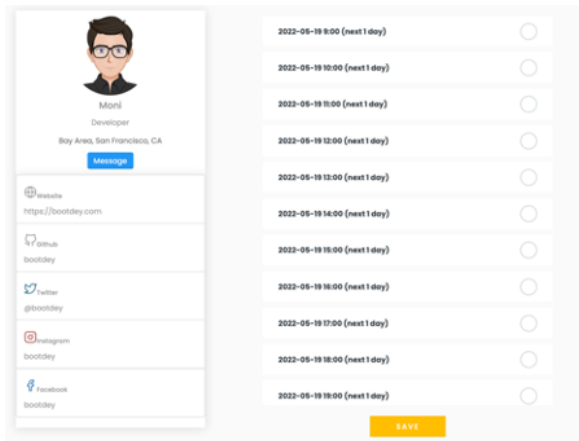 Moni
Developer
Bay Area, San Francisco, CA
Message
Website
https://bootdey.com
Github
bootdey
Twitter
@bootdey
Instagram
bootdey
Facebook
bootdey
2022-05-19 9:00 (next 1 day)
2022-05-19 10:00 (next 1 day)
2022-05-19 11:00 (next 1 day)
2022-05-19 12:00 (next 1 day)
2022-05-19 13:00 (next 1 day)
2022-05-19 14:00 (next 1 day)
2022-05-19 15:00 (next 1 day)
2022-05-19 16:00 (next 1 day)
2022-05-19 17:00 (next 1 day)
2022-05-19 18:00 (next 1 day)
2022-05-19 19:00 (next 1 day)
SAVE